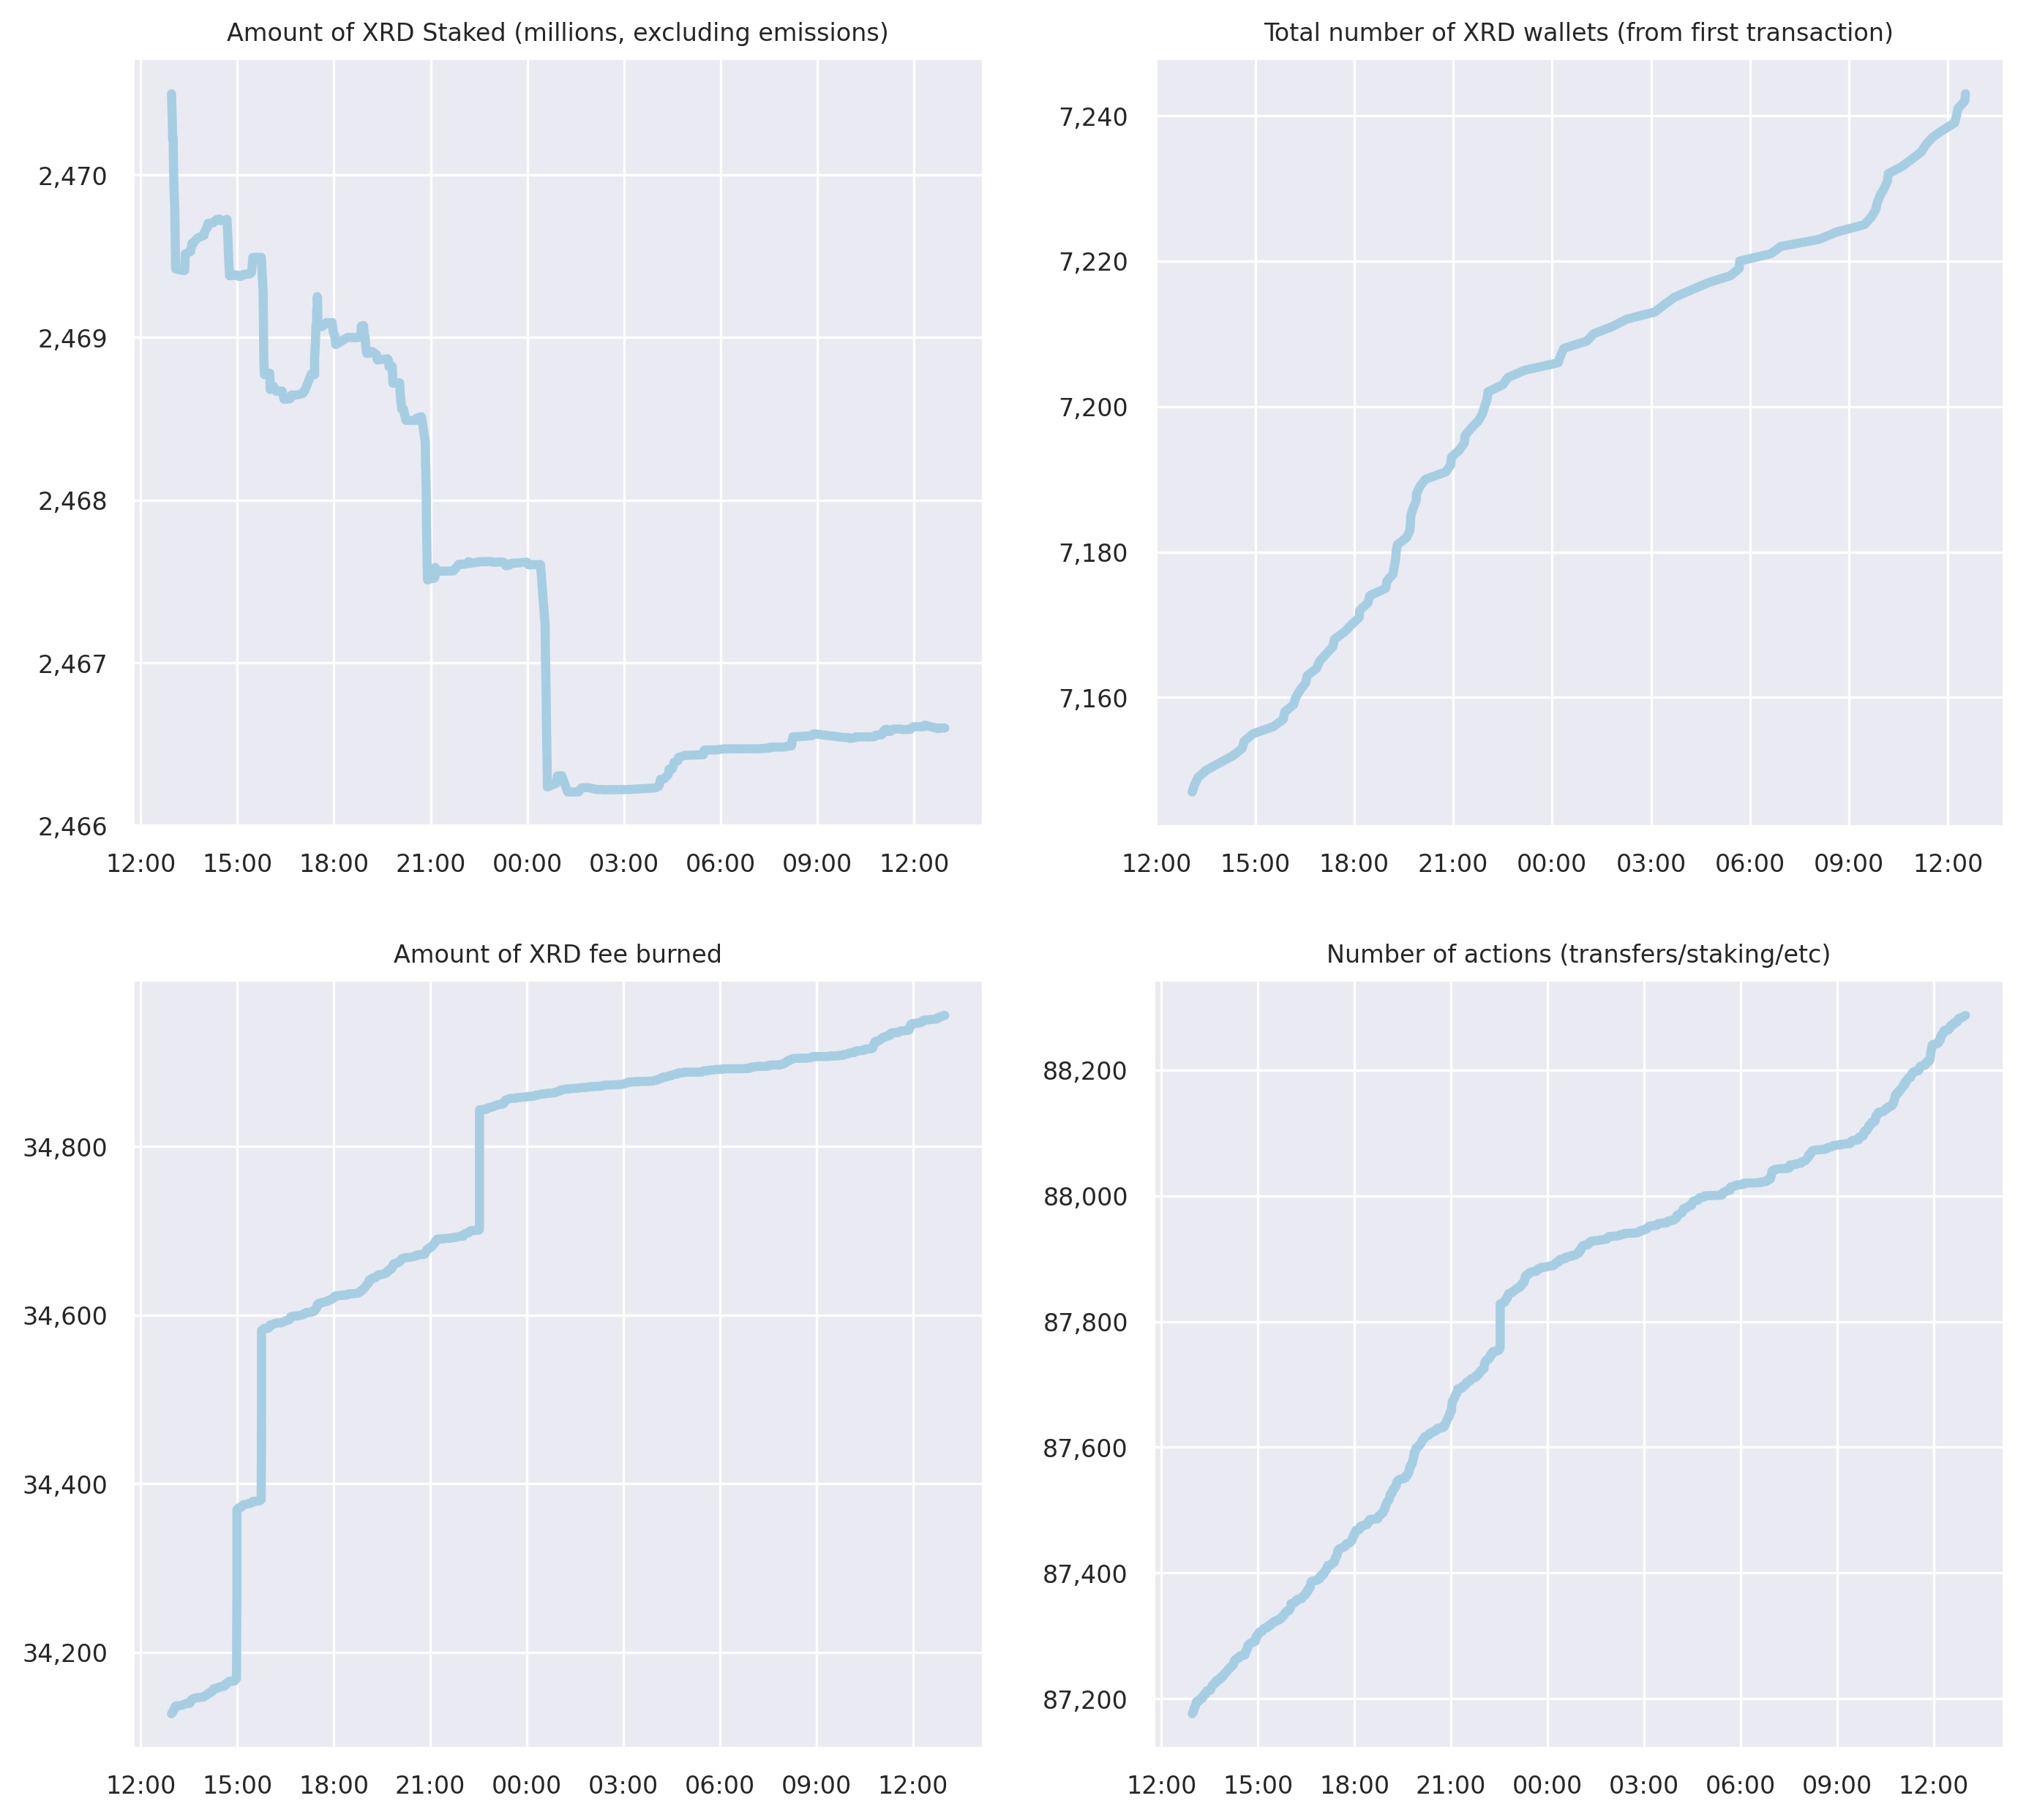 Amount of XRD Staked (millions, excluding emissions)
2,470
2,469
2,468
2,467
2,466
12:00 15:00 18:00 21:00 00:00 03:00 06:00 09:00 12:00
Total number of XRD wallets (from first transaction)
7,240
7,220
7,200
7,180
7,160
12:00 15:00 18:00 21:00 00:00 03:00 06:00 09:00 12:00
Amount of XRD fee burned
34,800
34,600
34,400
34,200
12:00 15:00 18:00 21:00 00:00 03:00 06:00 09:00 12:00
Number of actions (transfers/staking/etc)
88,200
88,000
87,800
87,600
87,400
87,200
12:00 15:00 18:00 21:00 00:00 03:00 06:00 09:00 12:00